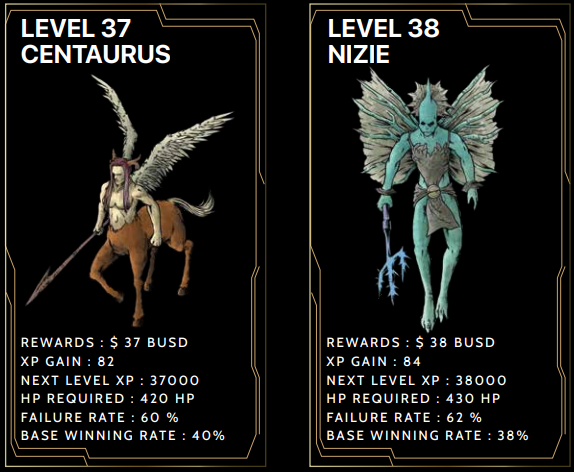 LEVEL 37
CENTAURUS
REWARDS : $ 37 BUSD
XP GAIN : 82
NEXT LEVEL XP : 37000
HP REQUIRED : 420 HP
FAILURE RATE : 60 %
BASE WINNING RATE : 40%
LEVEL 38
NIZIE
REWARDS : $ 38 BUSD
XP GAIN : 84
NEXT LEVEL XP : 38000
HP REQUIRED : 430 HP
FAILURE RATE : 62 %
BASE WINNING RATE : 38%